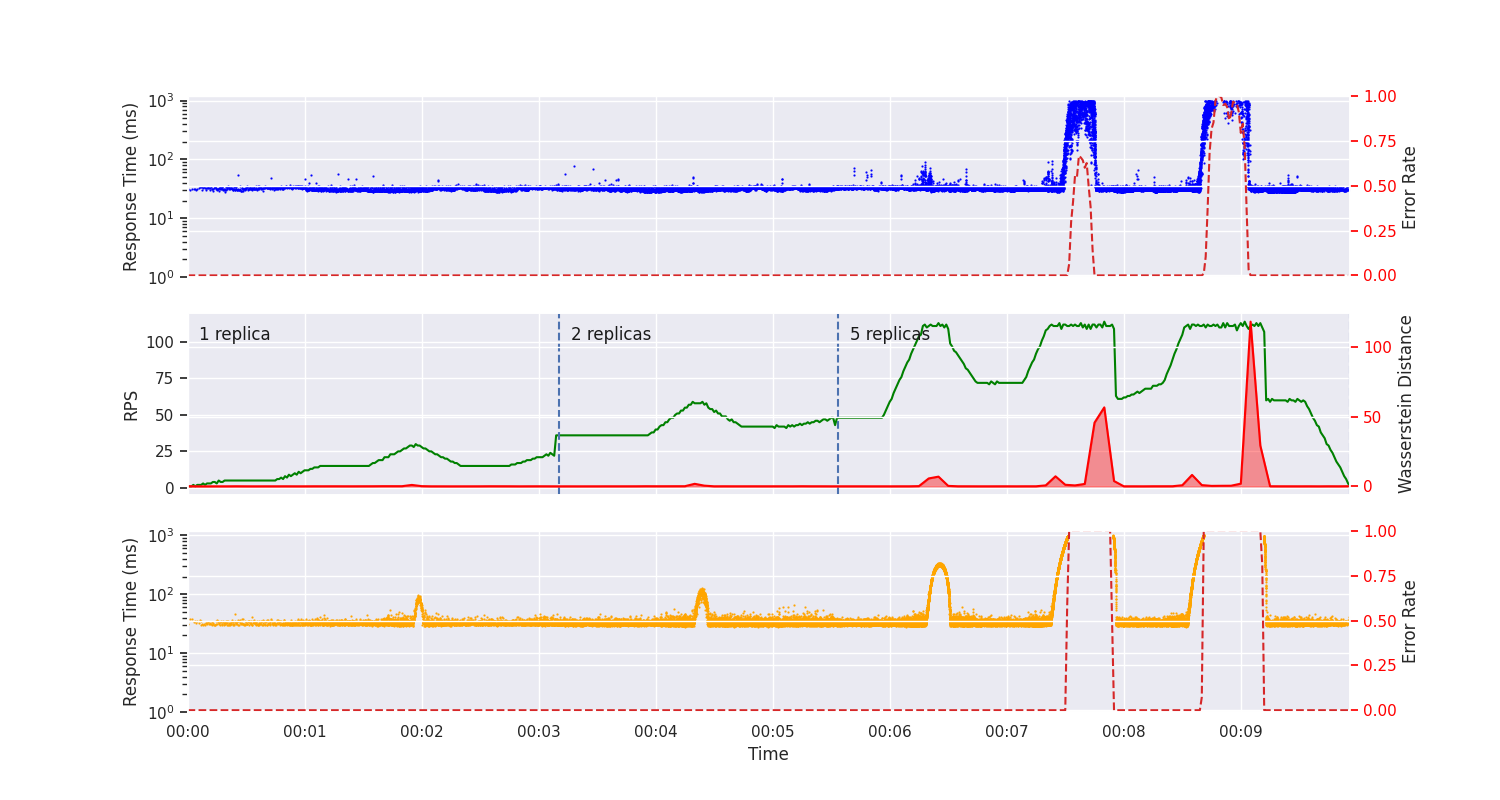 Response Time (ms)
10³
10²
10¹
10⁰
1.00
0.75
0.50
0.25
0.00
Error Rate
1 replica
2 replicas
5 replicas
RPS
100
75
50
25
0
100
50
0
Wasserstein Distance
Response Time (ms)
10³
10²
10¹
10⁰
1.00
0.75
0.50
0.25
0.00
Error Rate
00:00 00:01 00:02 00:03 00:04 00:05 00:06 00:07 00:08 00:09
Time